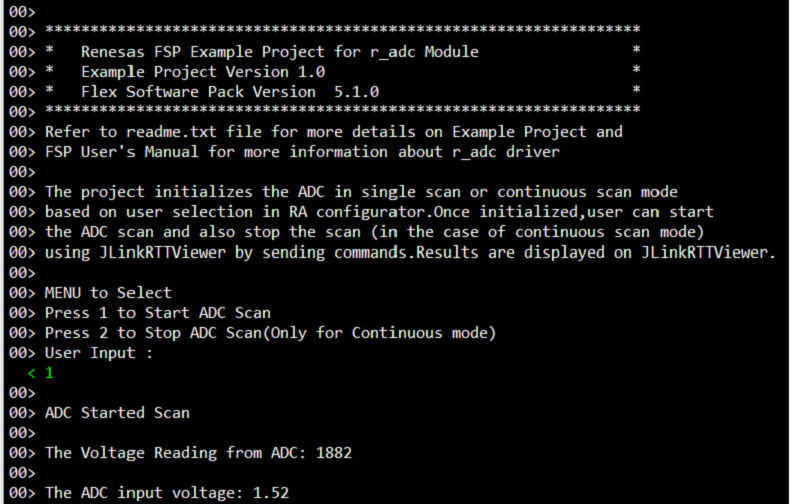 00>
00> *******************************************************************
00> *   Renesas FSP Example Project for r_adc Module                 *
00> *   Example Project Version 1.0                                  *
00> *   Flex Software Pack Version  5.1.0                            *
00> *******************************************************************
00> Refer to readme.txt file for more details on Example Project and
00> FSP User's Manual for more information about r_adc driver
00>
00> The project initializes the ADC in single scan or continuous scan mode
00> based on user selection in RA configurator.Once initialized,user can start
00> the ADC scan and also stop the scan (in the case of continuous scan mode)
00> using JLinkRTTViewer by sending commands.Results are displayed on JLinkRTTViewer.
00>
00> MENU to Select
00> Press 1 to Start ADC Scan
00> Press 2 to Stop ADC Scan(Only for Continuous mode)
00> User Input :
< 1
00>
00> ADC Started Scan
00>
00> The Voltage Reading from ADC: 1882
00>
00> The ADC input voltage: 1.52